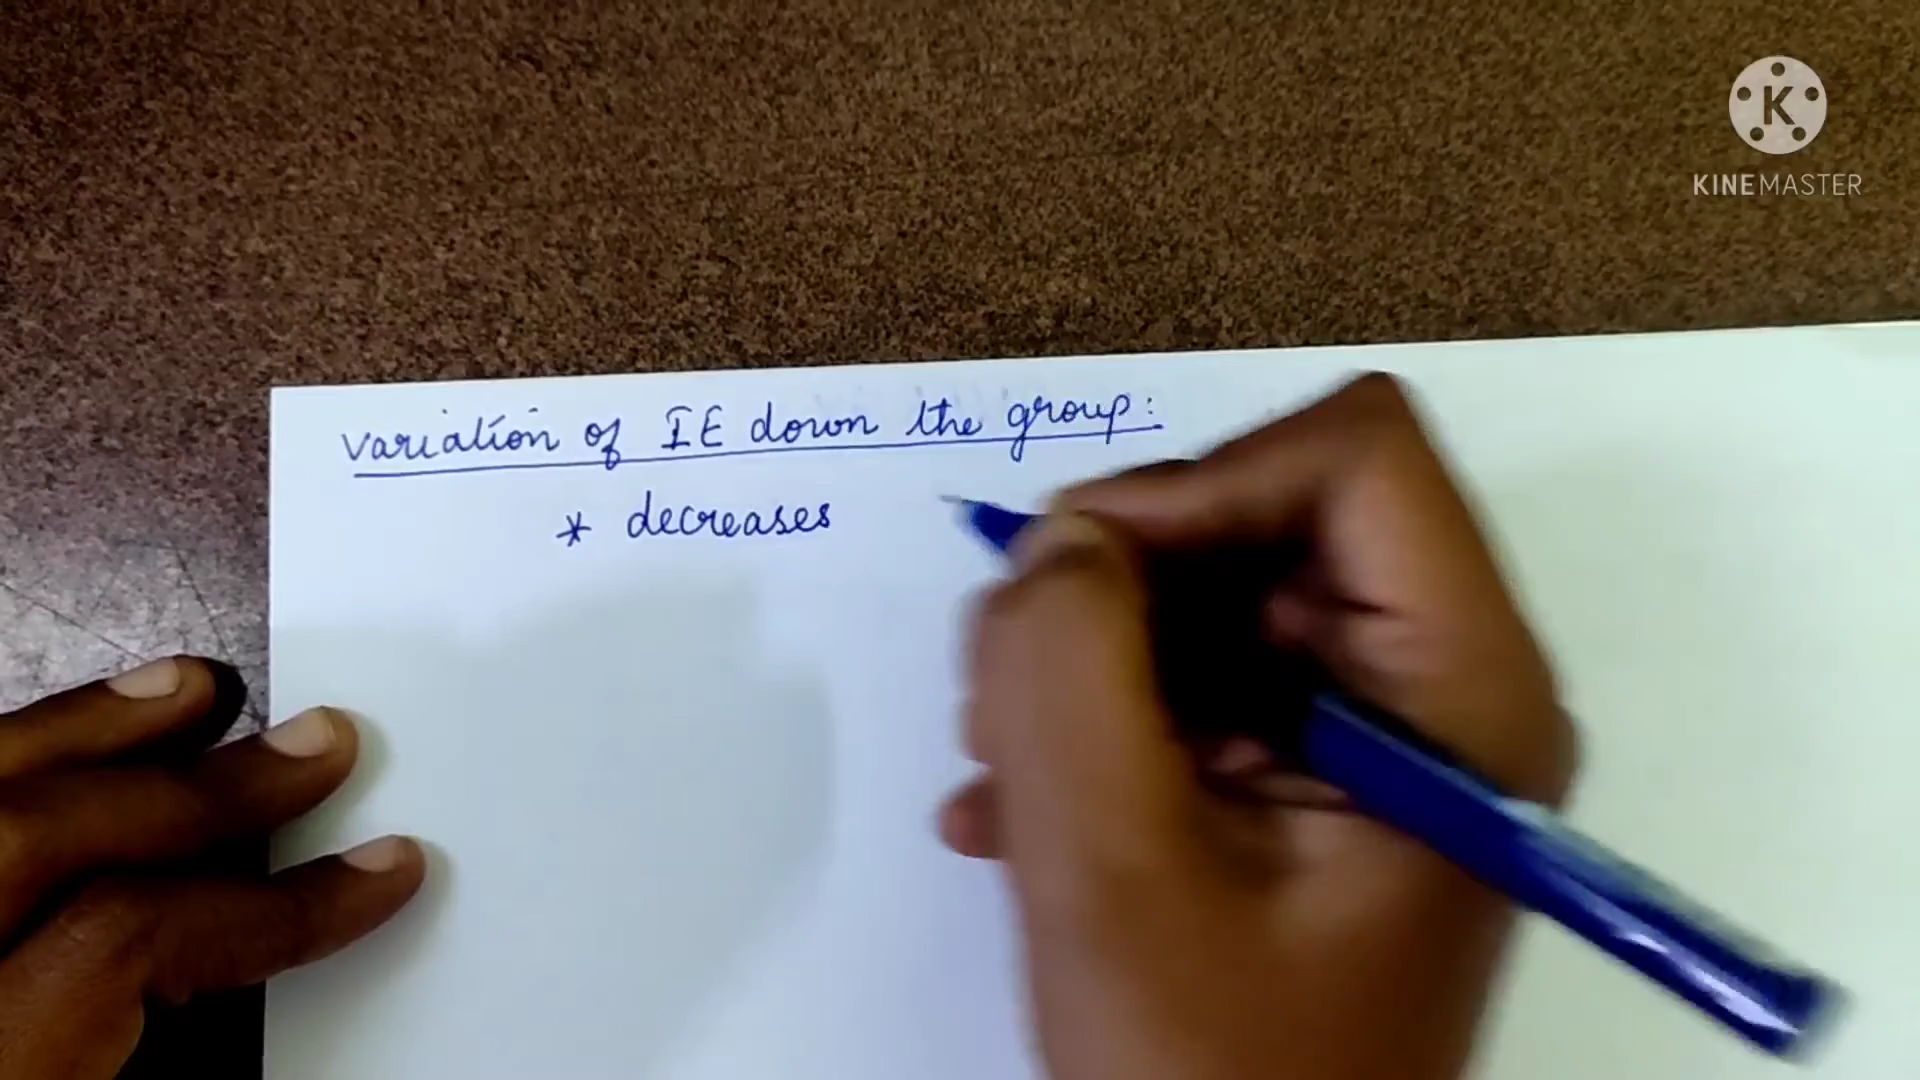 K
KINEMASTER
Variation of IE down the group:
* decreases